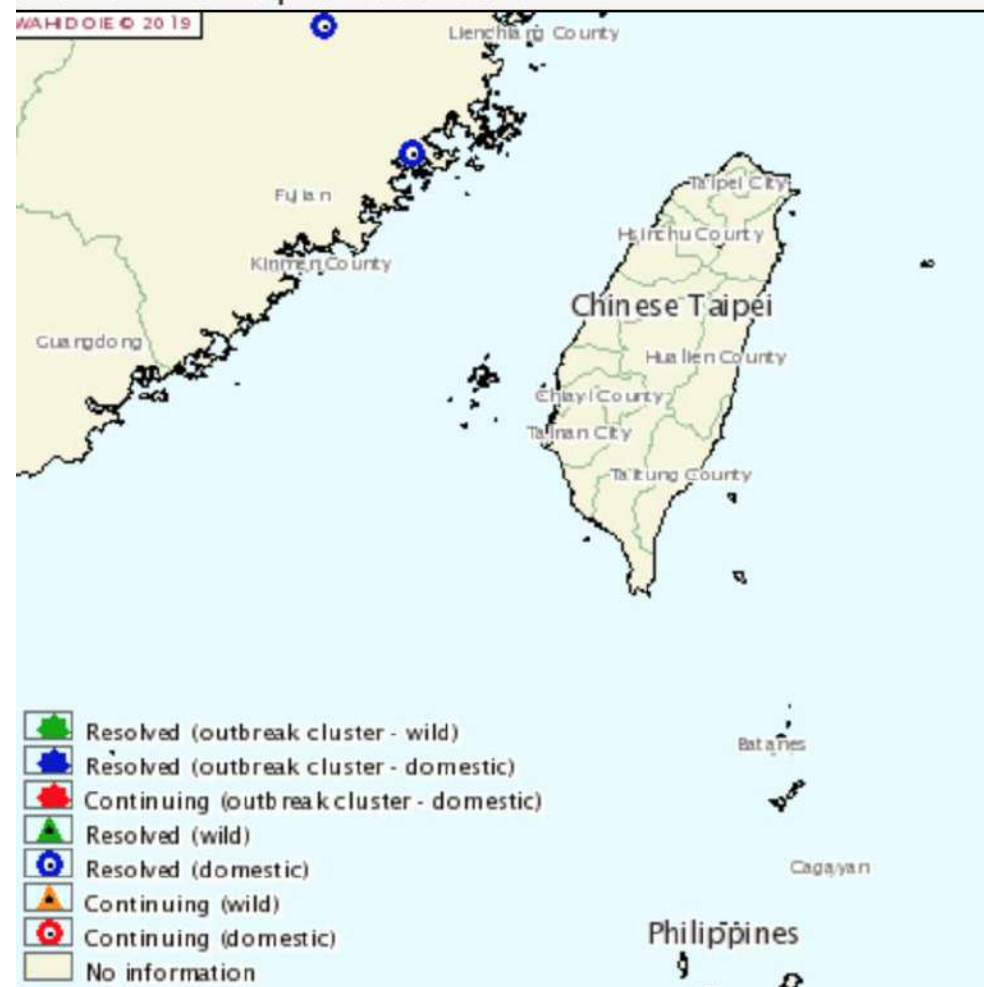 WAHID OIE © 2019
Lienchiang County
Taipei City
Fujian
Hsinchu County
Kinmen County
Chinese Taipei
Guangdong
Hualien County
Chiayi County
Tainan City
Taitung County
Resolved (outbreak cluster - wild)
Batanes
Resolved (outbreak cluster - domestic)
Continuing (outbreak cluster - domestic)
Resolved (wild)
Resolved (domestic)
Cagayan
Continuing (wild)
Continuing (domestic)
Philippines
No information